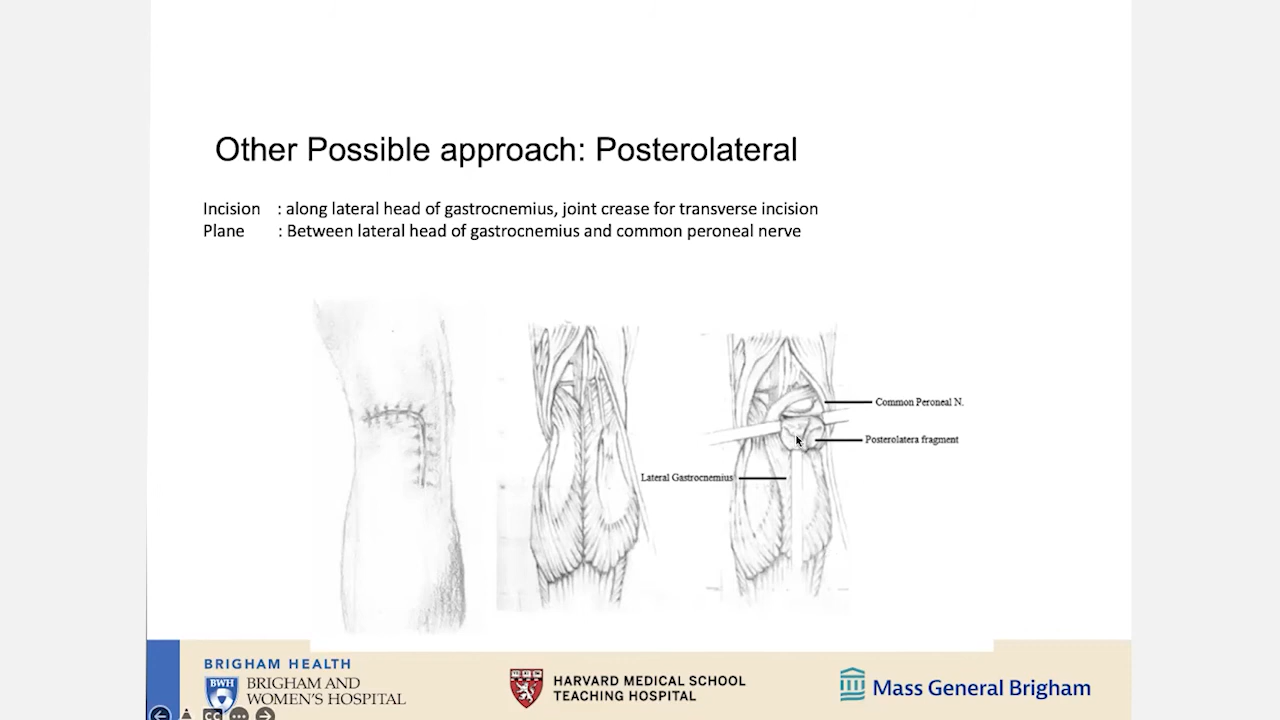 Other Possible approach: Posterolateral
Incision : along lateral head of gastrocnemius, joint crease for transverse incision
Plane : Between lateral head of gastrocnemius and common peroneal nerve
Common Peroneal N.
Posterolatera fragment
Lateral Gastrocnemius
BRIGHAM HEALTH
BWH
BRIGHAM AND
WOMEN'S HOSPITAL
HARVARD MEDICAL SCHOOL
TEACHING HOSPITAL
Mass General Brigham
CC